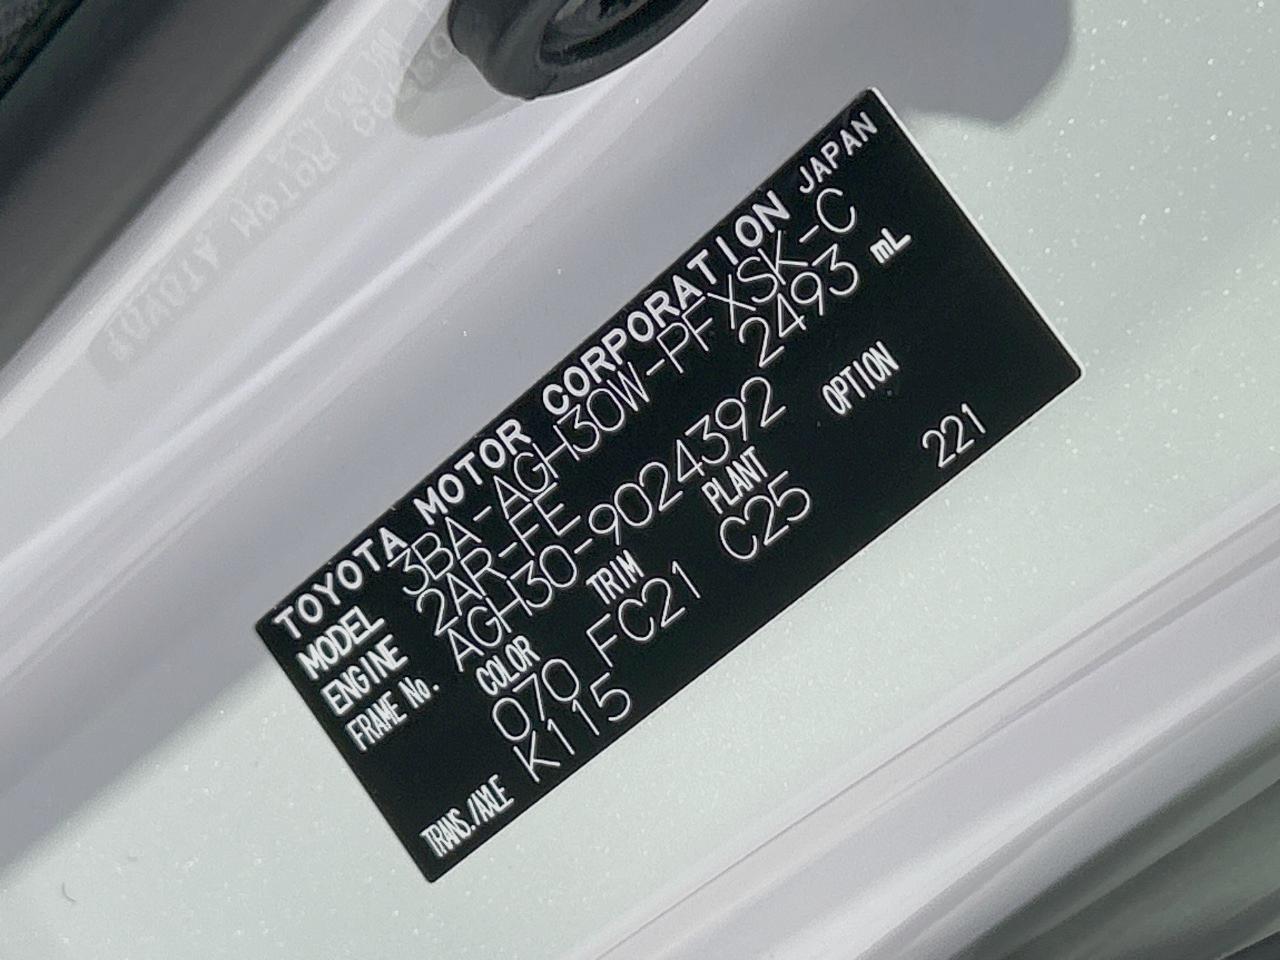 TOYOTA MOTOR CORPORATION JAPAN
MODEL 3BA-AGH30W-PFXSK-C
ENGINE 2AR-FE 2493 mL
FRAME No. AGH30-9024392
COLOR TRIM PLANT OPTION
070 FC21 C25 221
TRANS./AXLE K115